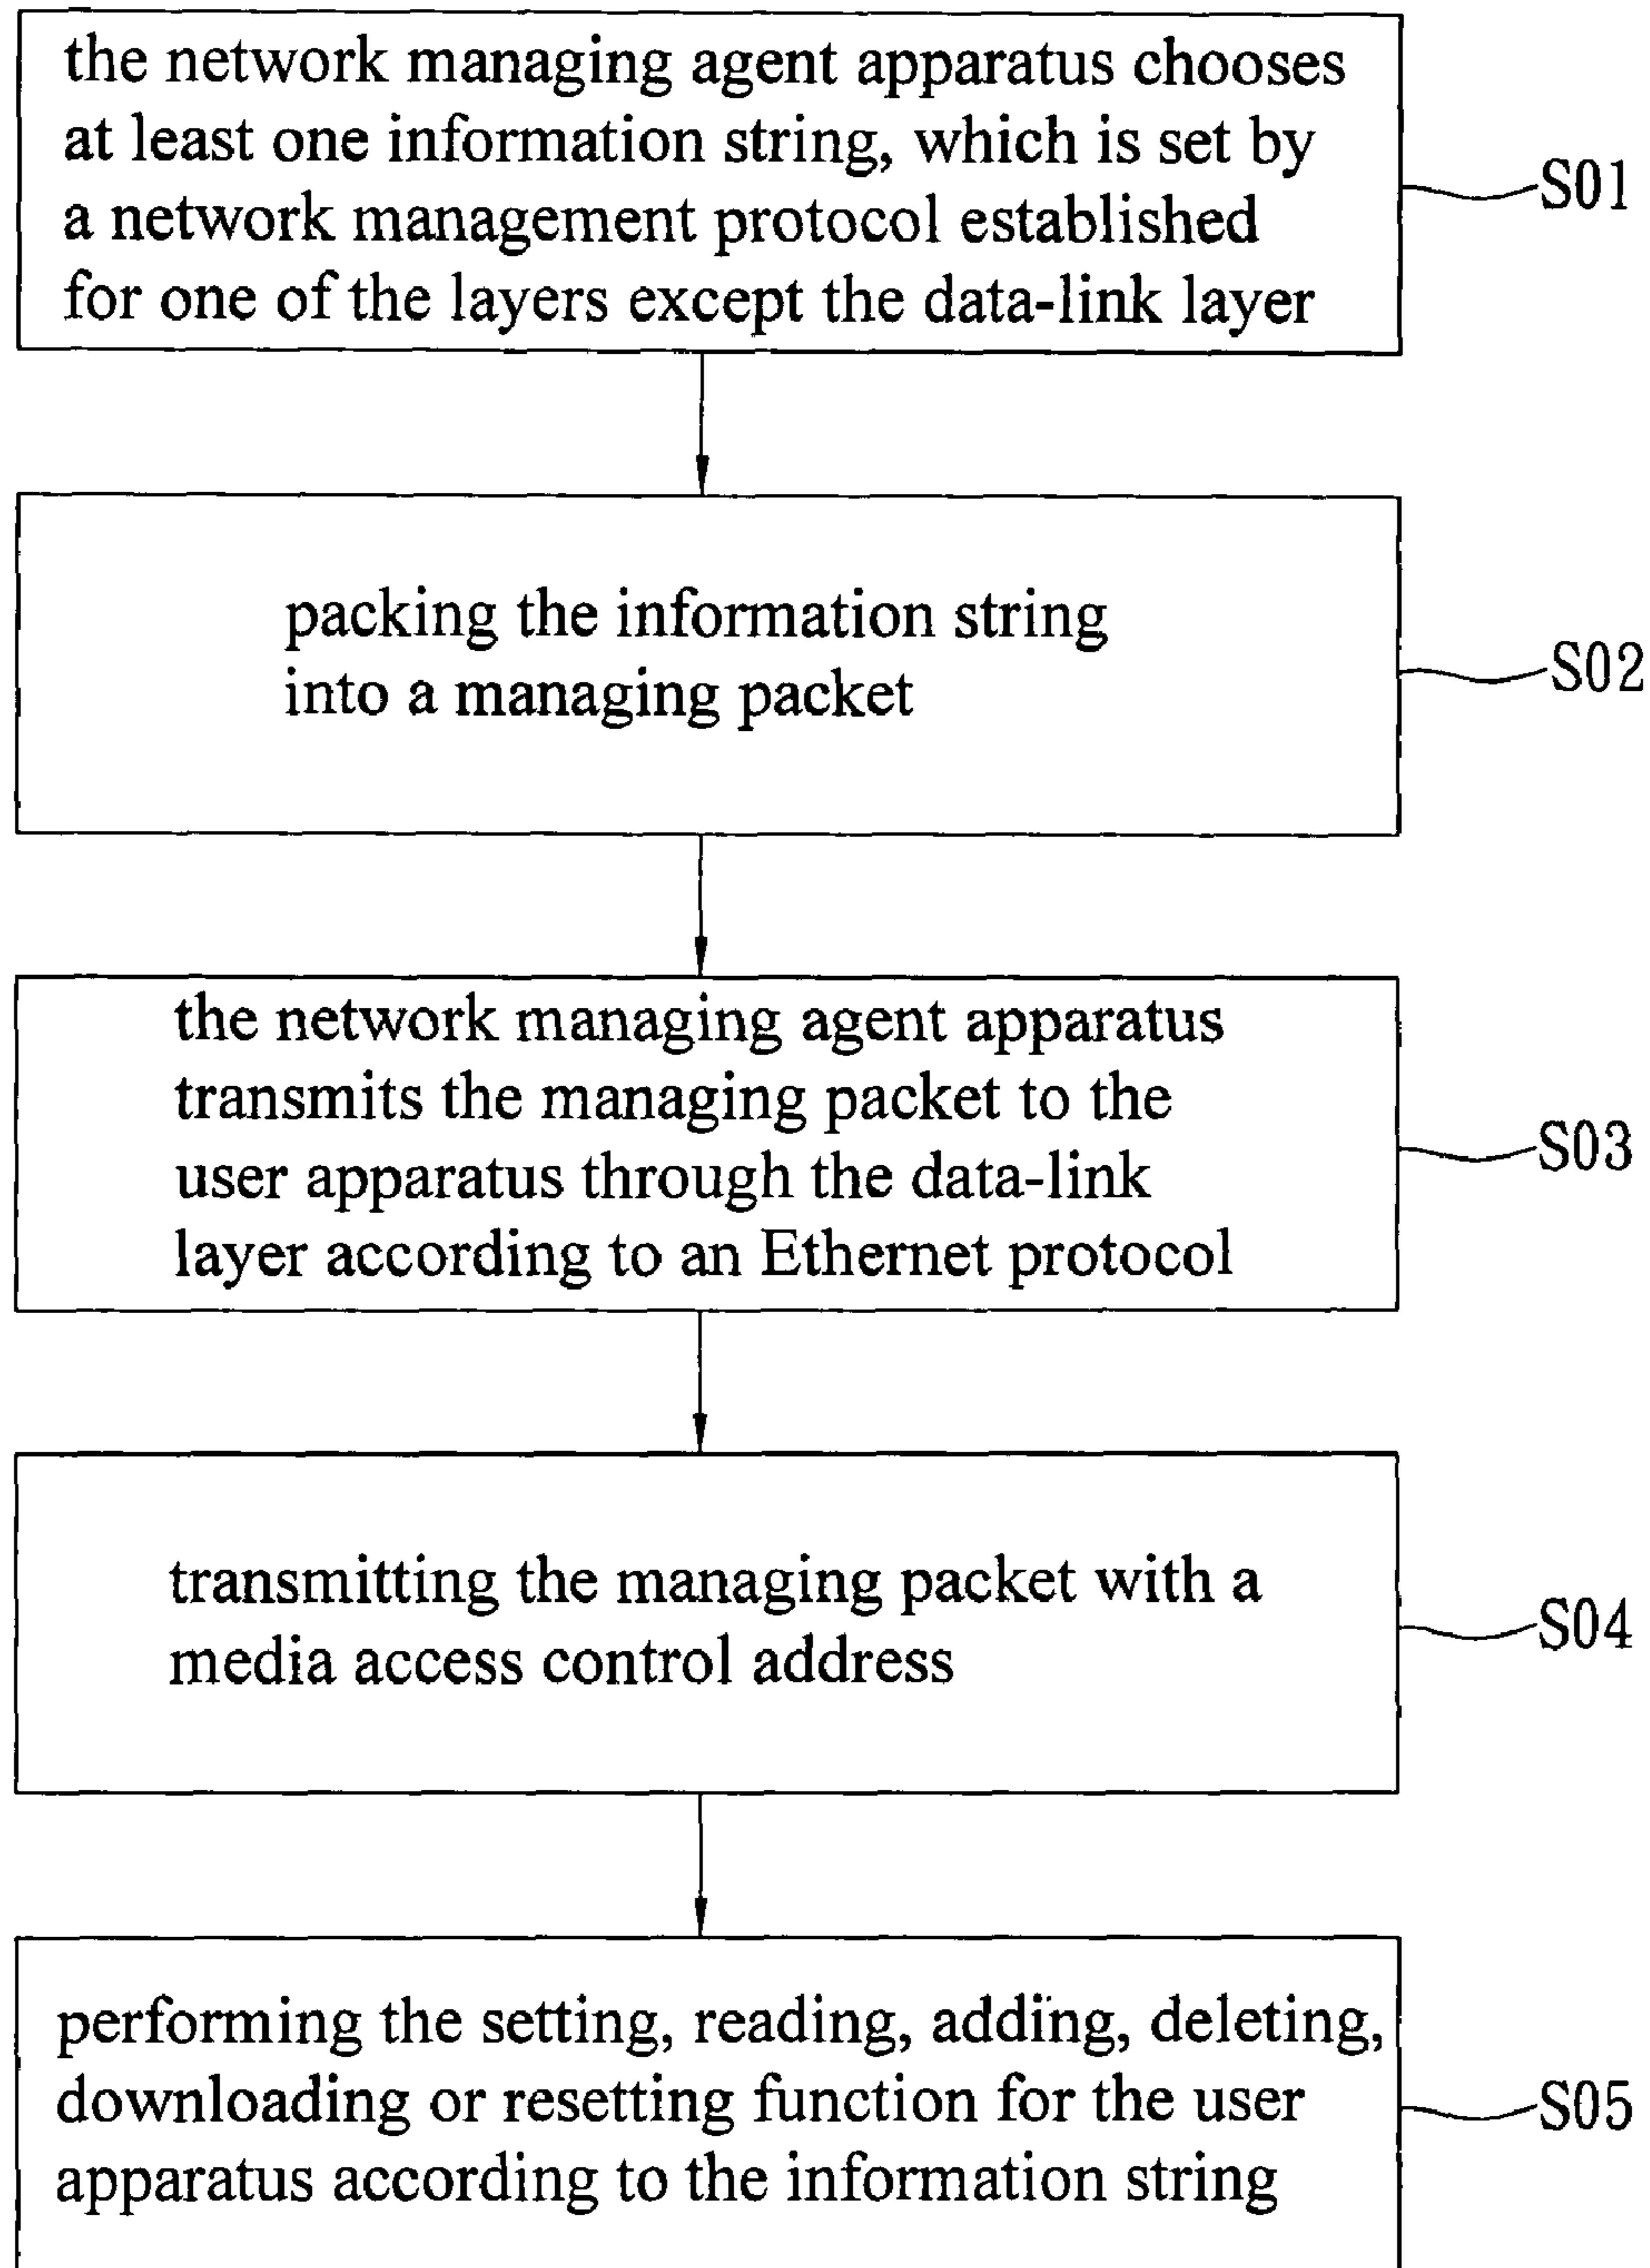 the network managing agent apparatus chooses
at least one information string, which is set by
a network management protocol established
for one of the layers except the data-link layer
S01
packing the information string
into a managing packet
S02
the network managing agent apparatus
transmits the managing packet to the
user apparatus through the data-link
layer according to an Ethernet protocol
S03
transmitting the managing packet with a
media access control address
S04
performing the setting, reading, adding, deleting,
downloading or resetting function for the user
apparatus according to the information string
S05